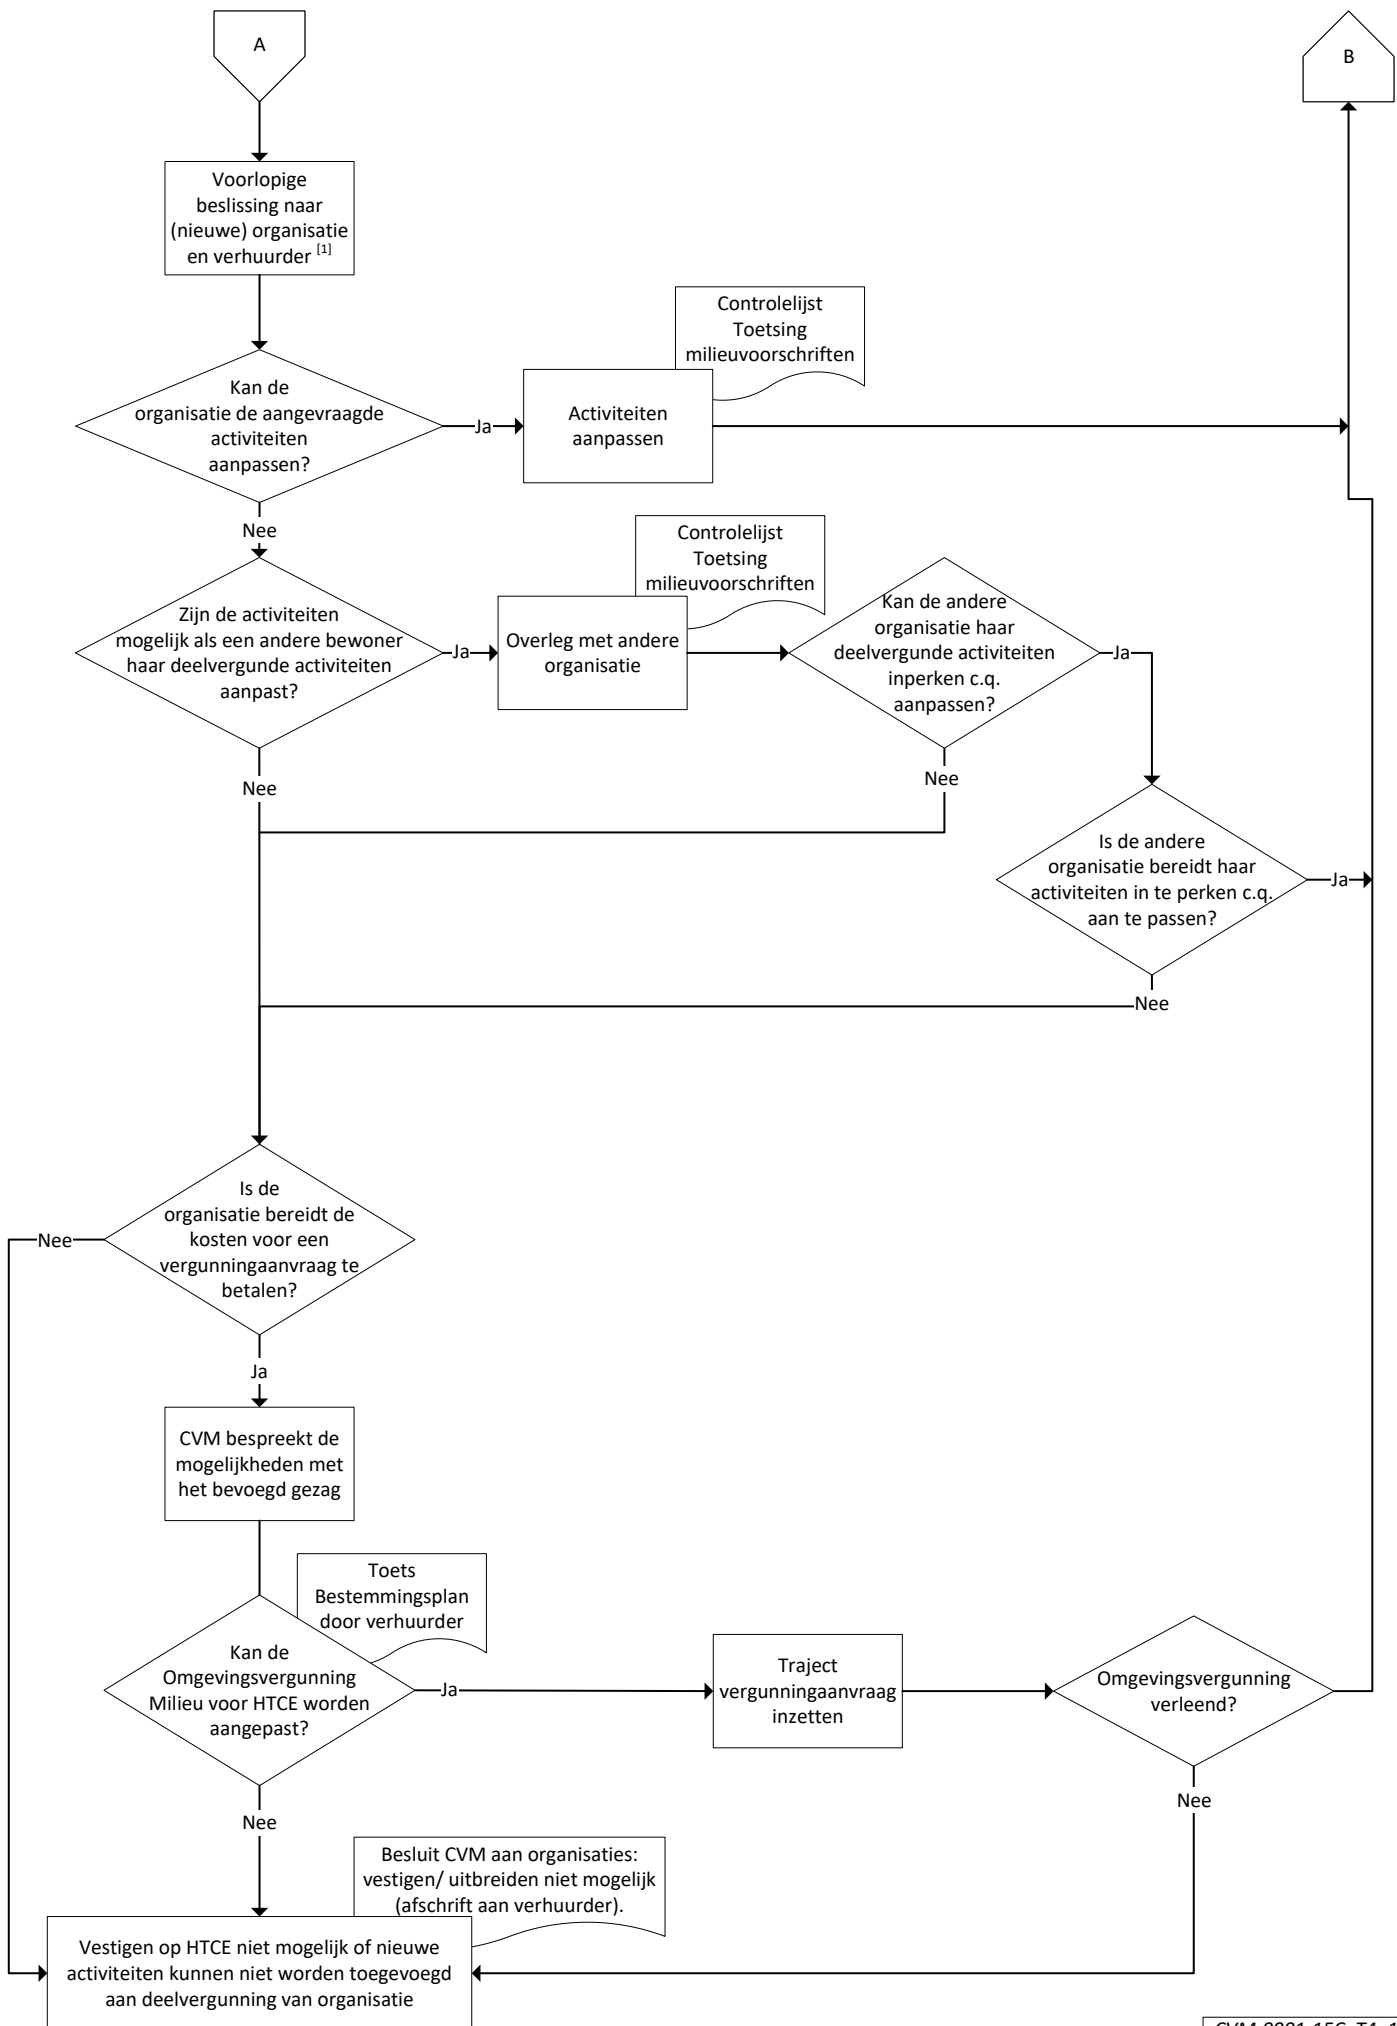 A
B
Voorlopige
beslissing naar
(nieuwe) organisatie
en verhuurder [1]
Controlelijst
Toetsing
milieuvoorschriften
Kan de
organisatie de aangevraagde
activiteiten
aanpassen?
Ja
Activiteiten
aanpassen
Nee
Controlelijst
Toetsing
milieuvoorschriften
Zijn de activiteiten
mogelijk als een andere bewoner
haar deelvergunde activiteiten
aanpast?
Ja
Overleg met andere
organisatie
Kan de andere
organisatie haar
deelvergunde activiteiten
inperken c.q.
aanpassen?
Ja
Nee
Nee
Is de andere
organisatie bereidt haar
activiteiten in te perken c.q.
aan te passen?
Ja
Nee
Is de
organisatie bereidt de
kosten voor een
vergunningaanvraag te
betalen?
Nee
Ja
CVM bespreekt de
mogelijkheden met
het bevoegd gezag
Toets
Bestemmingsplan
door verhuurder
Kan de
Omgevingsvergunning
Milieu voor HTCE worden
aangepast?
Ja
Traject
vergunningaanvraag
inzetten
Omgevingsvergunning
verleend?
Nee
Nee
Besluit CVM aan organisaties:
vestigen/ uitbreiden niet mogelijk
(afschrift aan verhuurder).
Vestigen op HTCE niet mogelijk of nieuwe
activiteiten kunnen niet worden toegevoegd
aan deelvergunning van organisatie